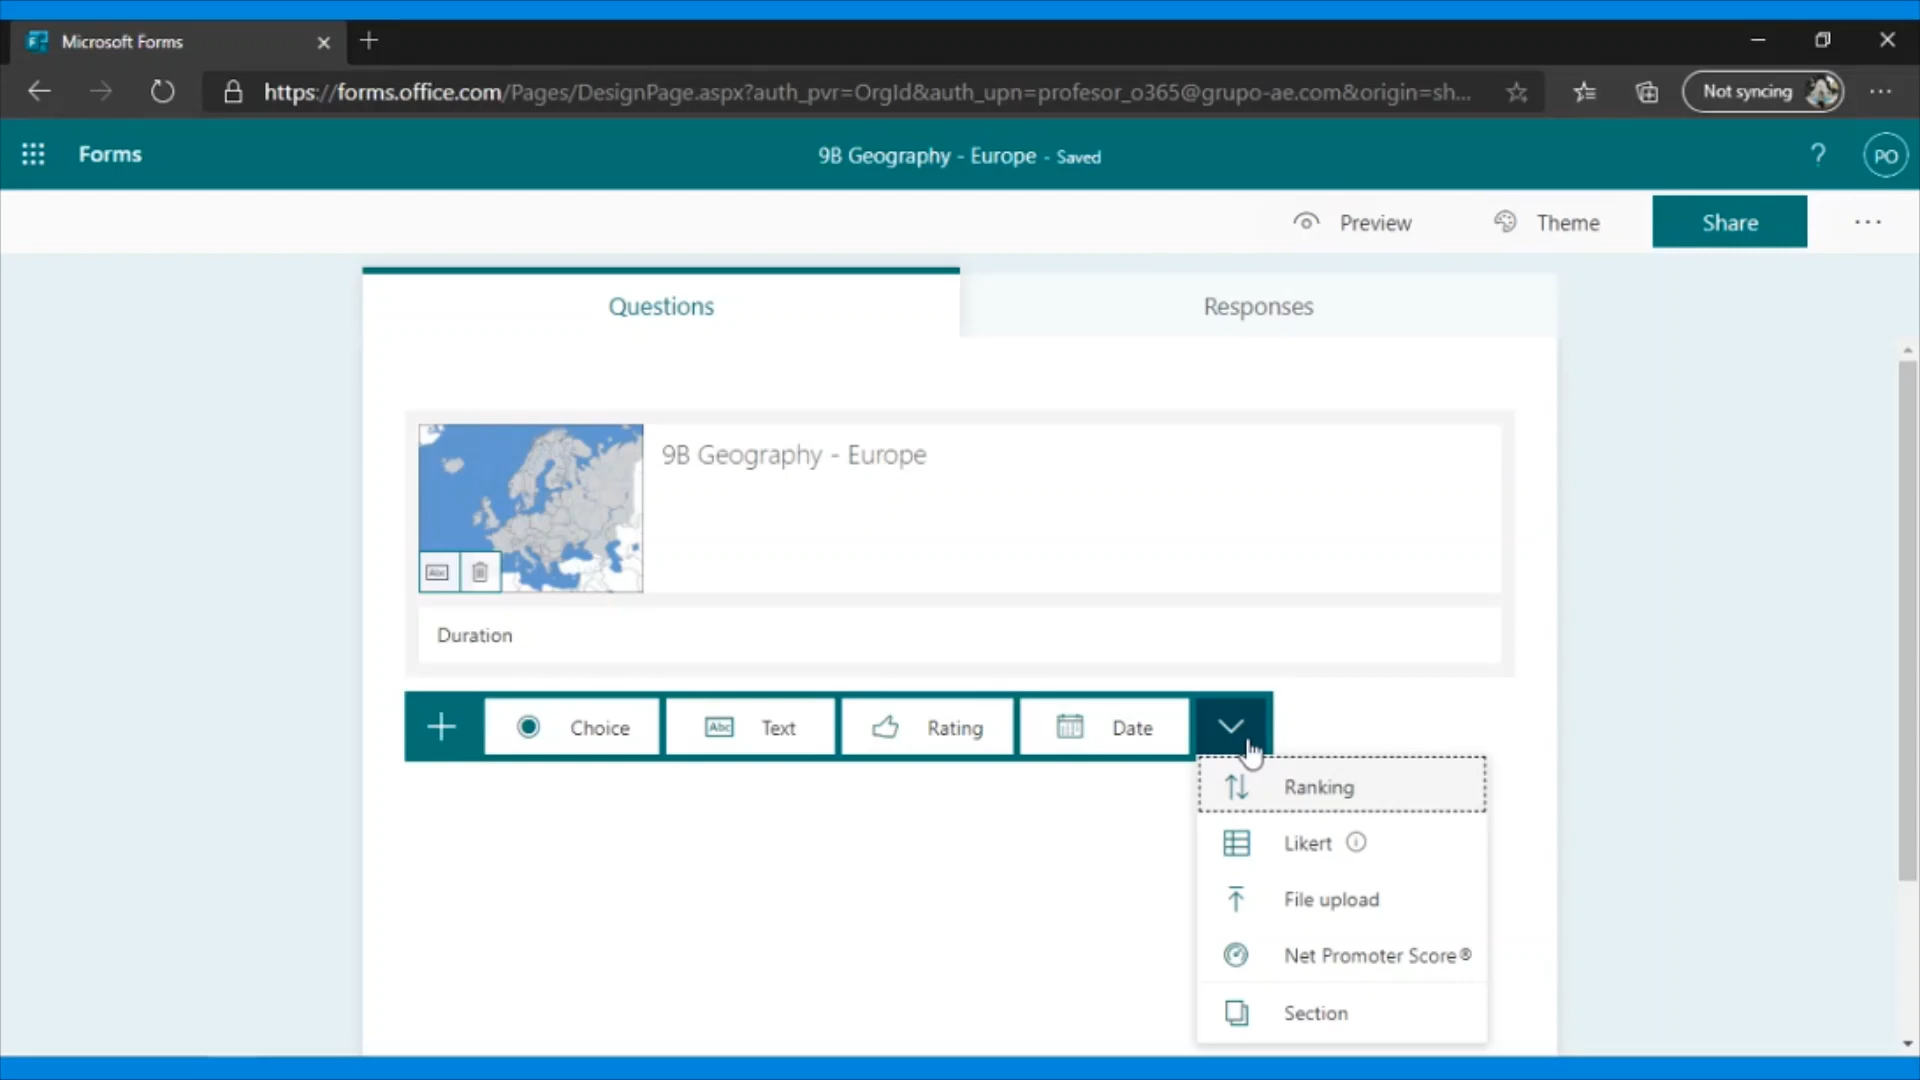 Microsoft Forms
https://forms.office.com/Pages/DesignPage.aspx?auth_pvr=OrgId&auth_upn=profesor_o365@grupo-ae.com&origin=sh...
Not syncing
Forms
9B Geography - Europe - Saved
?
PO
Preview
Theme
Share
Questions
Responses
9B Geography - Europe
Abc
Duration
Choice
Abc
Text
Rating
Date
Ranking
Likert
File upload
Net Promoter Score®
Section